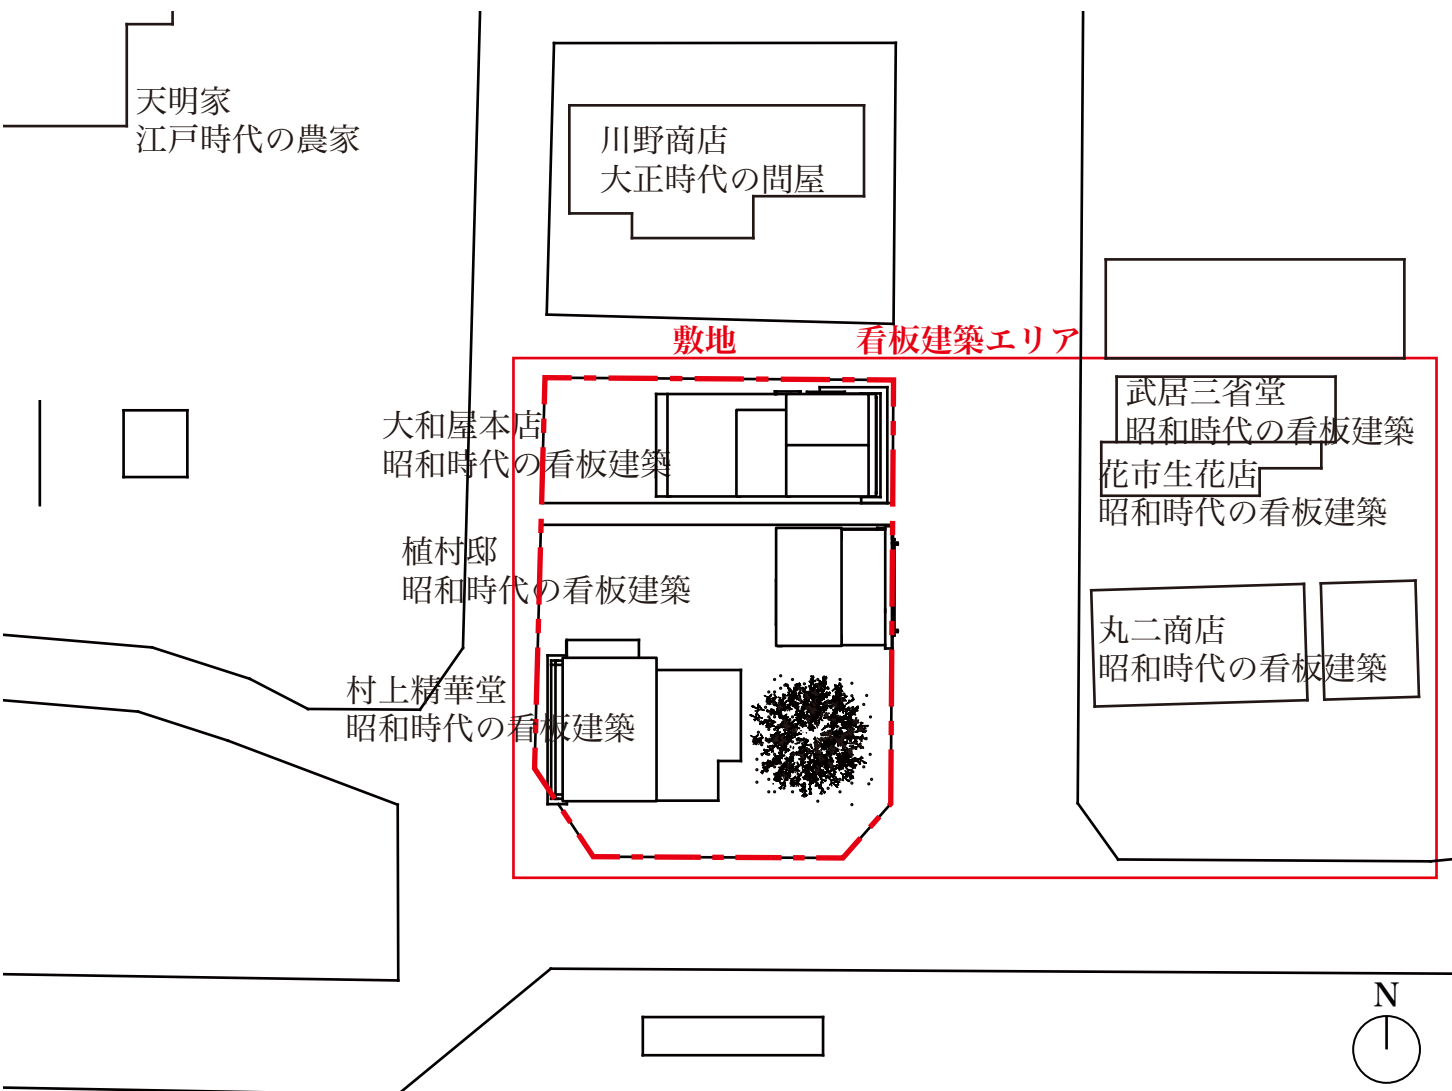 天明家
江戸時代の農家
川野商店
大正時代の問屋
敷地
看板建築エリア
大和屋本店
昭和時代の看板建築
武居三省堂
昭和時代の看板建築
花市生花店
昭和時代の看板建築
植村邸
昭和時代の看板建築
丸二商店
昭和時代の看板建築
村上精華堂
昭和時代の看板建築
N